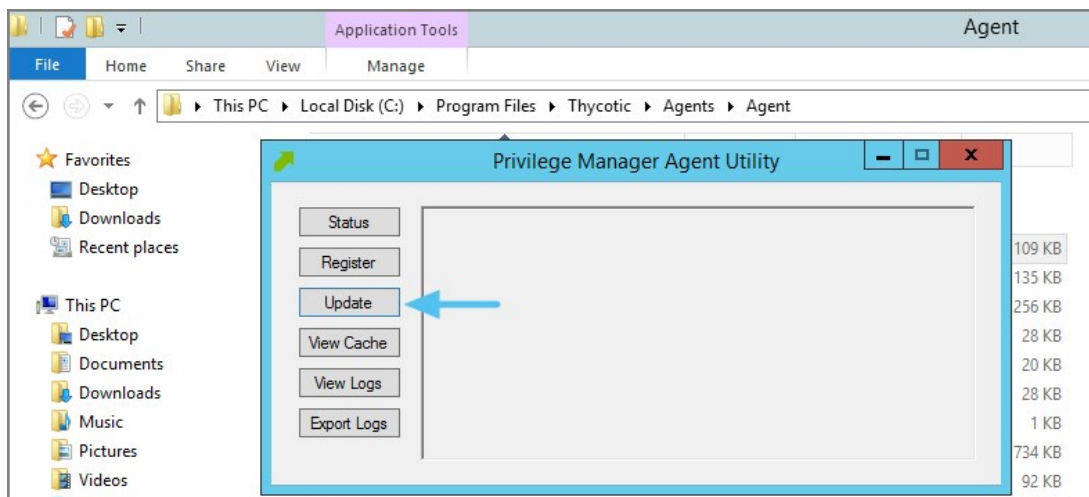 Application Tools
Agent
File Home Share View Manage
This PC Local Disk (C:) Program Files Thycotic Agents Agent
Favorites
Desktop
Downloads
Recent places
This PC
Desktop
Documents
Downloads
Music
Pictures
Videos
Privilege Manager Agent Utility
Status
Register
Update
View Cache
View Logs
Export Logs
109 KB
135 KB
256 KB
28 KB
20 KB
28 KB
1 KB
734 KB
92 KB